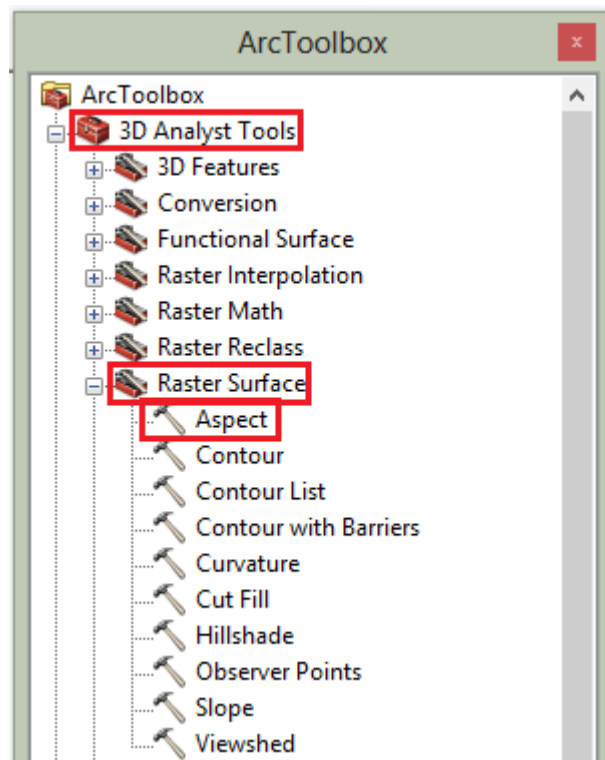 ArcToolbox
x
ArcToolbox
3D Analyst Tools
3D Features
Conversion
Functional Surface
Raster Interpolation
Raster Math
Raster Reclass
Raster Surface
Aspect
Contour
Contour List
Contour with Barriers
Curvature
Cut Fill
Hillshade
Observer Points
Slope
Viewshed